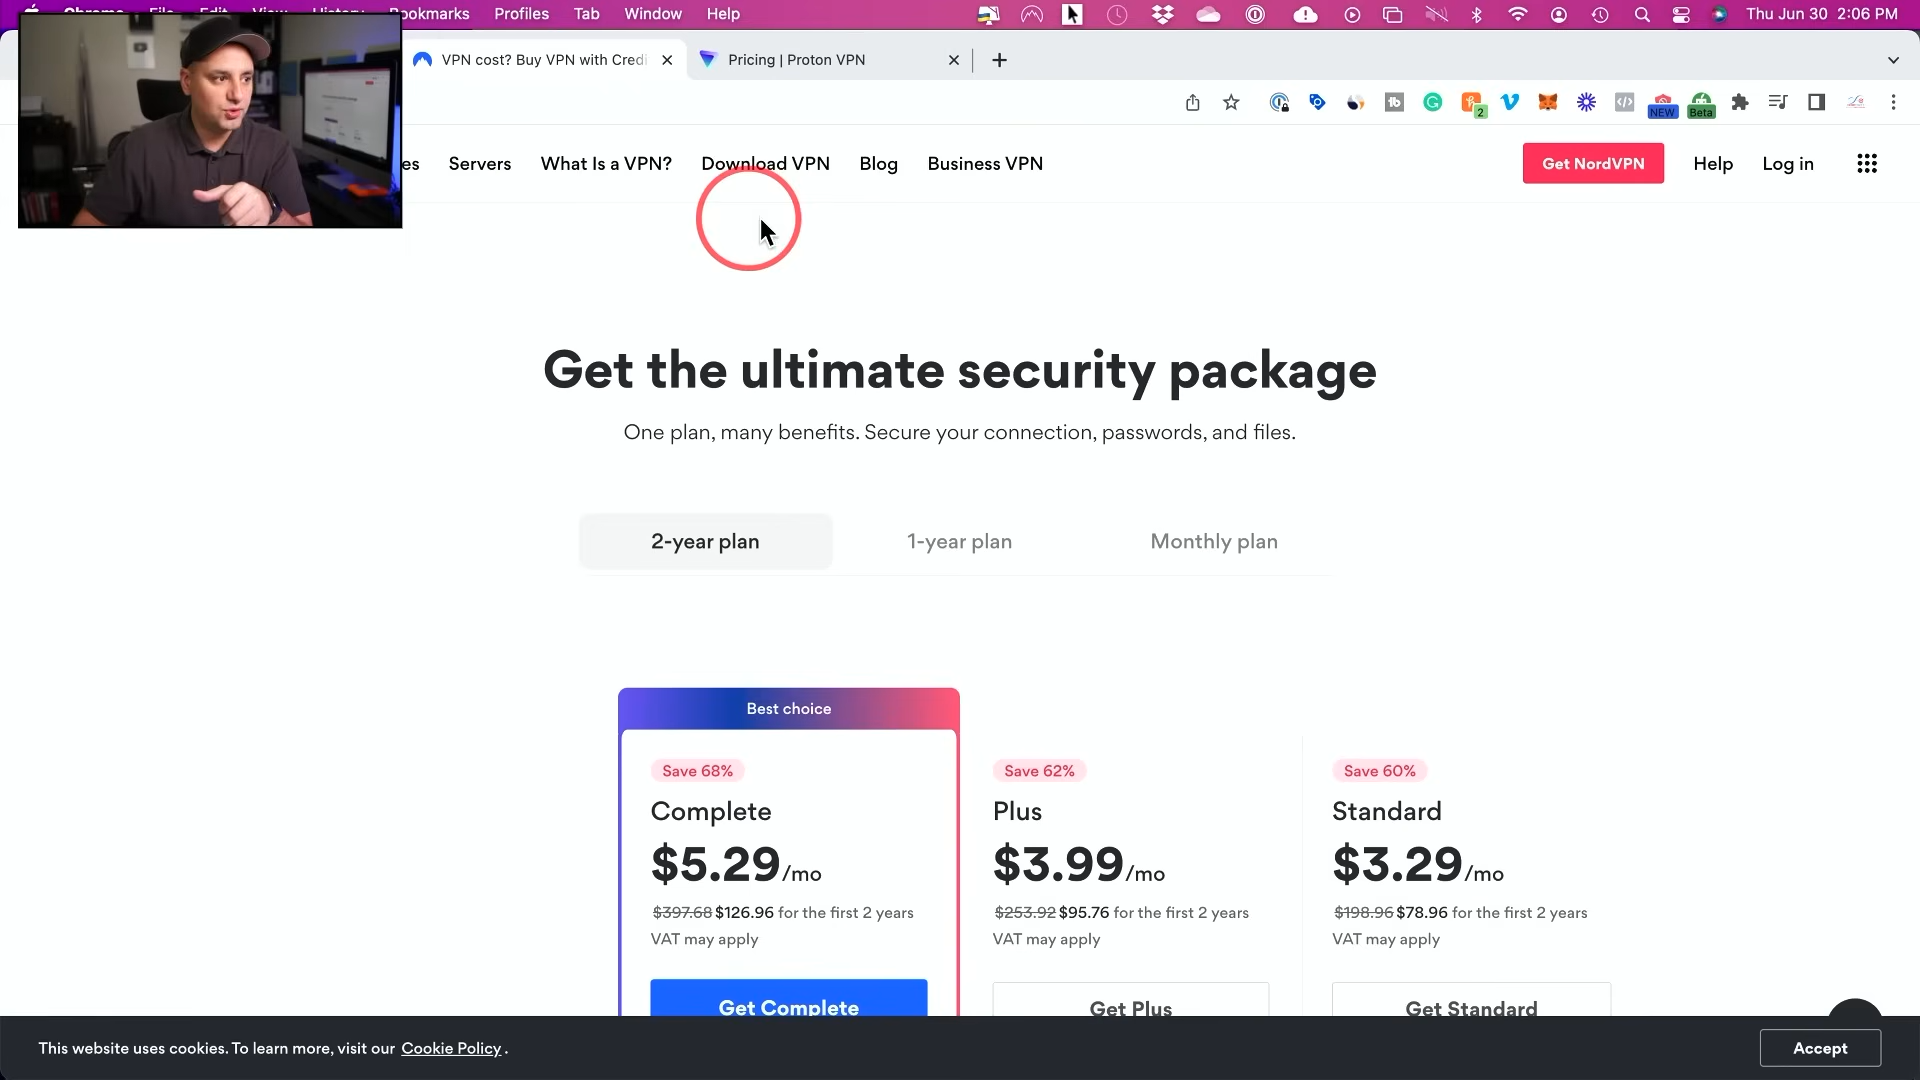 Bookmarks Profiles Tab Window Help Thu Jun 30 2:06 PM
VPN cost? Buy VPN with Credi Pricing | Proton VPN
tb 2 NEW Beta
es Servers What Is a VPN? Download VPN Blog Business VPN Get NordVPN Help Log in
Get the ultimate security package
One plan, many benefits. Secure your connection, passwords, and files.
2-year plan 1-year plan Monthly plan
Best choice
Save 68% Save 62% Save 60%
Complete Plus Standard
$5.29/mo $3.99/mo $3.29/mo
$397.68 $126.96 for the first 2 years $253.92 $95.76 for the first 2 years $198.96 $78.96 for the first 2 years
VAT may apply VAT may apply VAT may apply
Get Complete Get Plus Get Standard
This website uses cookies. To learn more, visit our Cookie Policy. Accept